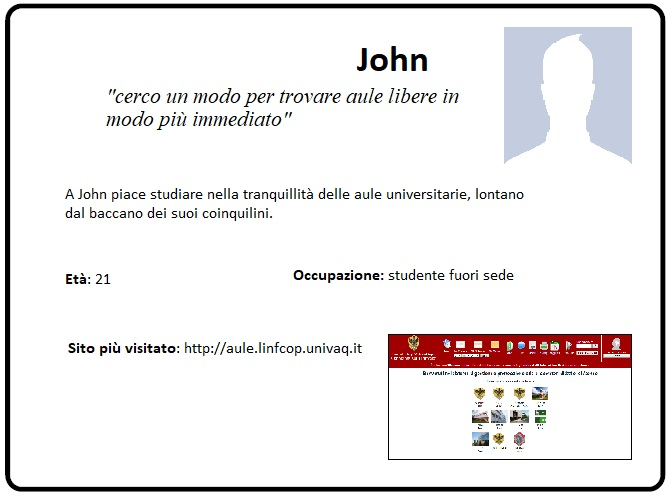 John
"cerco un modo per trovare aule libere in
modo più immediato"
A John piace studiare nella tranquillità delle aule universitarie, lontano
dal baccano dei suoi coinquilini.
Età: 21
Occupazione: studente fuori sede
Sito più visitato: http://aule.linfcop.univaq.it